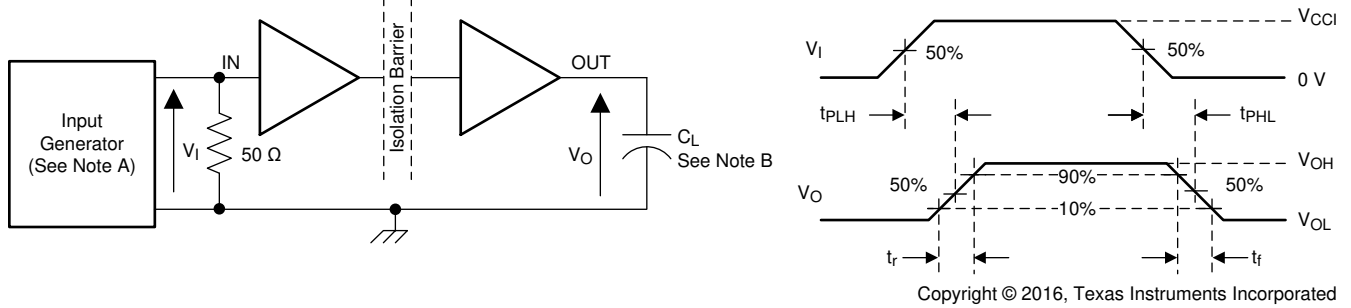 Input
Generator
(See Note A)
IN
V_I
50 Ω
Isolation Barrier
OUT
V_O
C_L
See Note B
V_I
50%
50%
V_CCI
0 V
t_PLH
t_PHL
V_O
50%
90%
10%
50%
V_OH
V_OL
t_r
t_f
Copyright © 2016, Texas Instruments Incorporated